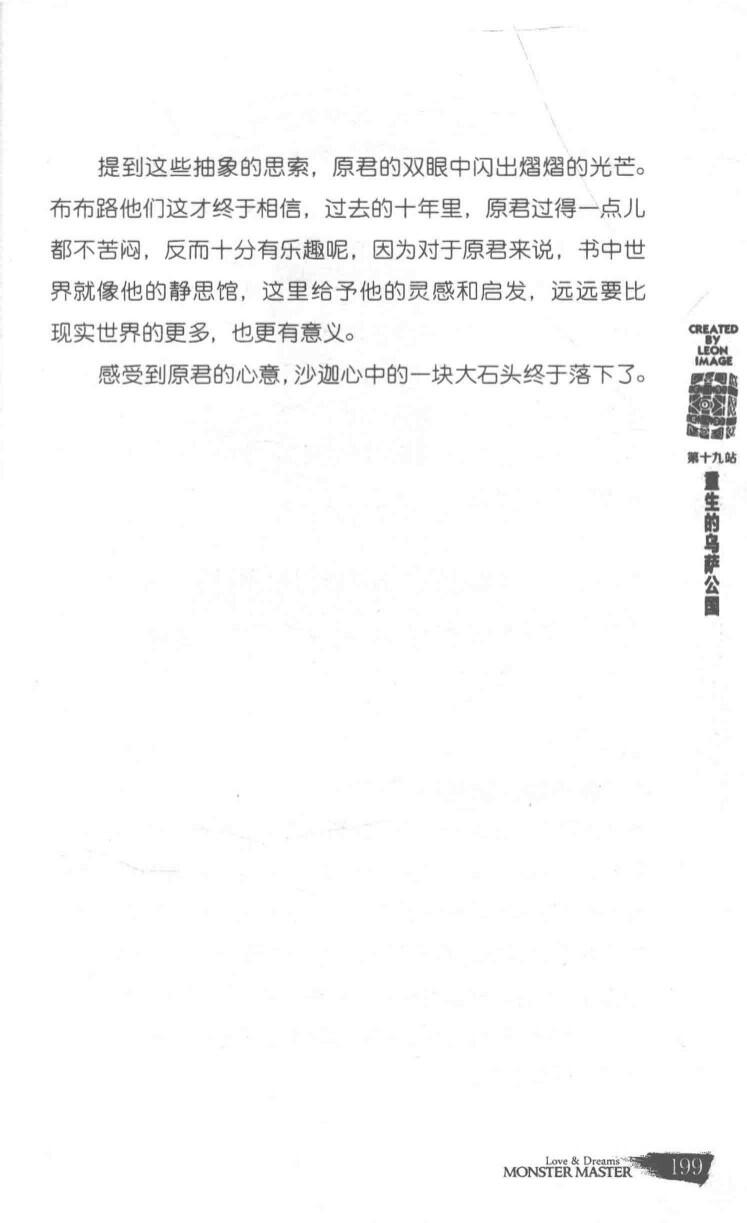 提到这些抽象的思索，原君的双眼中闪出熠熠的光芒。
布布路他们这才终于相信，过去的十年里，原君过得一点儿
都不苦闷，反而十分有乐趣呢，因为对于原君来说，书中世
界就像他的静思馆，这里给予他的灵感和启发，远远要比
现实世界的更多，也更有意义。
感受到原君的心意，沙迦心中的一块大石头终于落下了。
CREATED
BY
LEON
IMAGE
第十九站
重生的乌萨公国
Love & Dreams
MONSTER MASTER
199